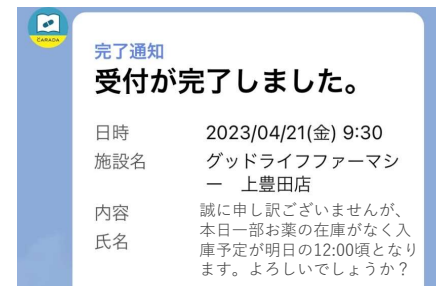 CANADA
完了通知
受付が完了しました。
日時 2023/04/21(金) 9:30
施設名 グッドライフファーマシ
ー 上豊田店
内容 誠に申し訳ございませんが、
本日一部お薬の在庫がなく入
氏名 庫予定が明日の12:00頃となり
ます。よろしいでしょうか？